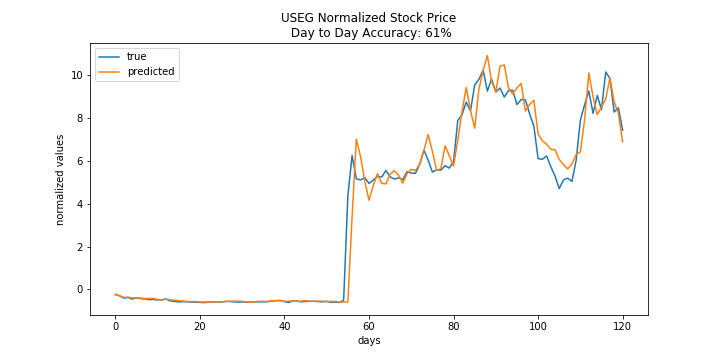 USEG Normalized Stock Price
Day to Day Accuracy: 61%
true
predicted
normalized values
10
8
6
4
2
0
0
20
40
60
80
100
120
days